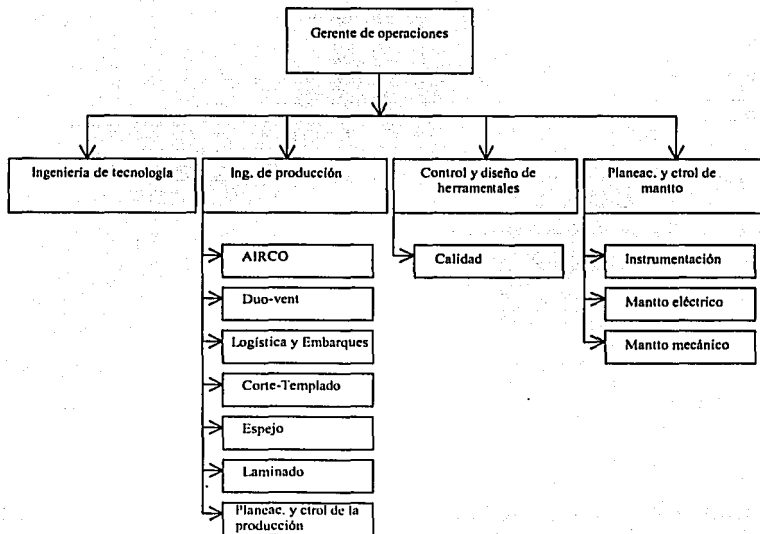 Gerente de operaciones
Ingeniería de tecnología
Ing. de producción
Control y diseño de
herramentales
Planeac. y ctrol de
mantto
AIRCO
Duo-vent
Logística y Embarques
Corte-Templado
Espejo
Laminado
Planeac. y ctrol de la
producción
Calidad
Instrumentación
Mantto eléctrico
Mantto mecánico